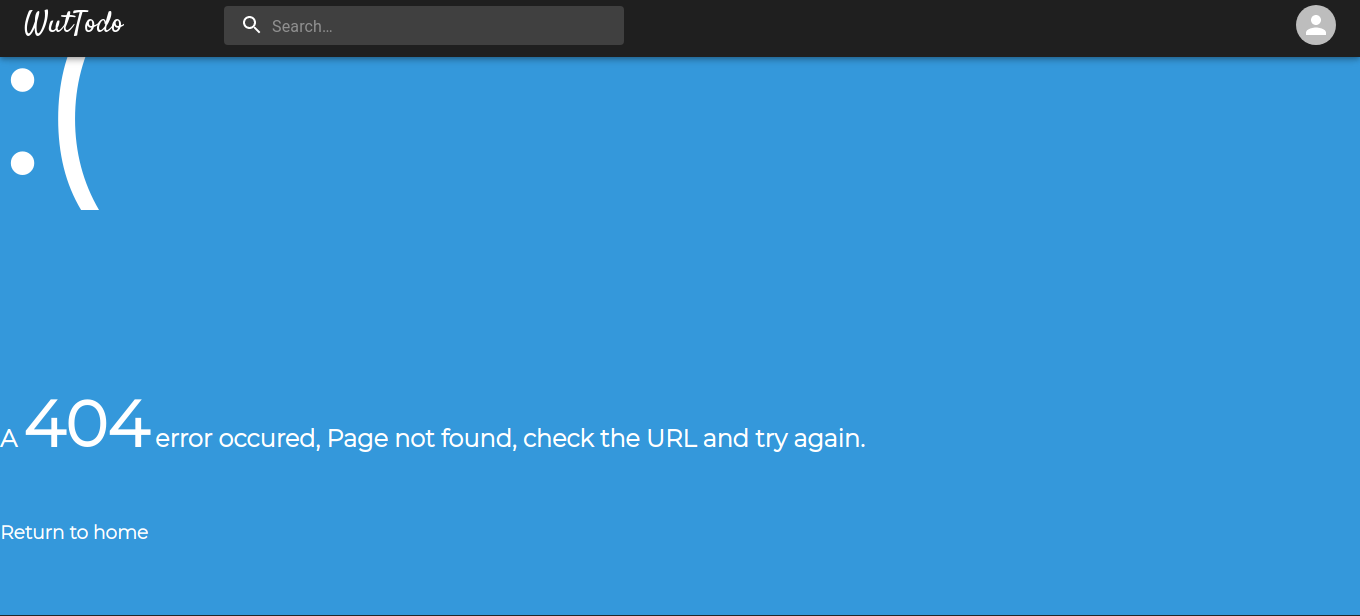 WutTodo
Search...
:(
A 404 error occured, Page not found, check the URL and try again.
Return to home